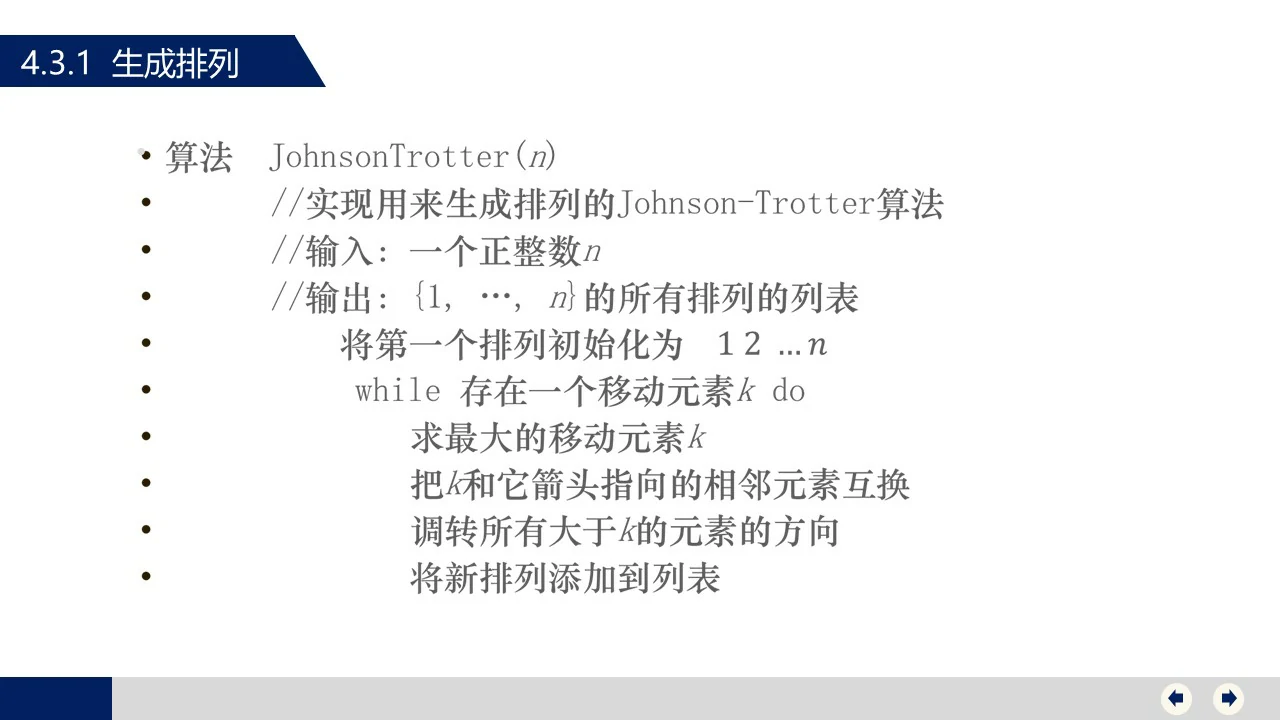 4.3.1 生成排列
• 算法 JohnsonTrotter(n)
• //实现用来生成排列的Johnson-Trotter算法
• //输入：一个正整数n
• //输出：{1, …, n}的所有排列的列表
• 将第一个排列初始化为 1 2 …n
• while 存在一个移动元素k do
• 求最大的移动元素k
• 把k和它箭头指向的相邻元素互换
• 调转所有大于k的元素的方向
• 将新排列添加到列表